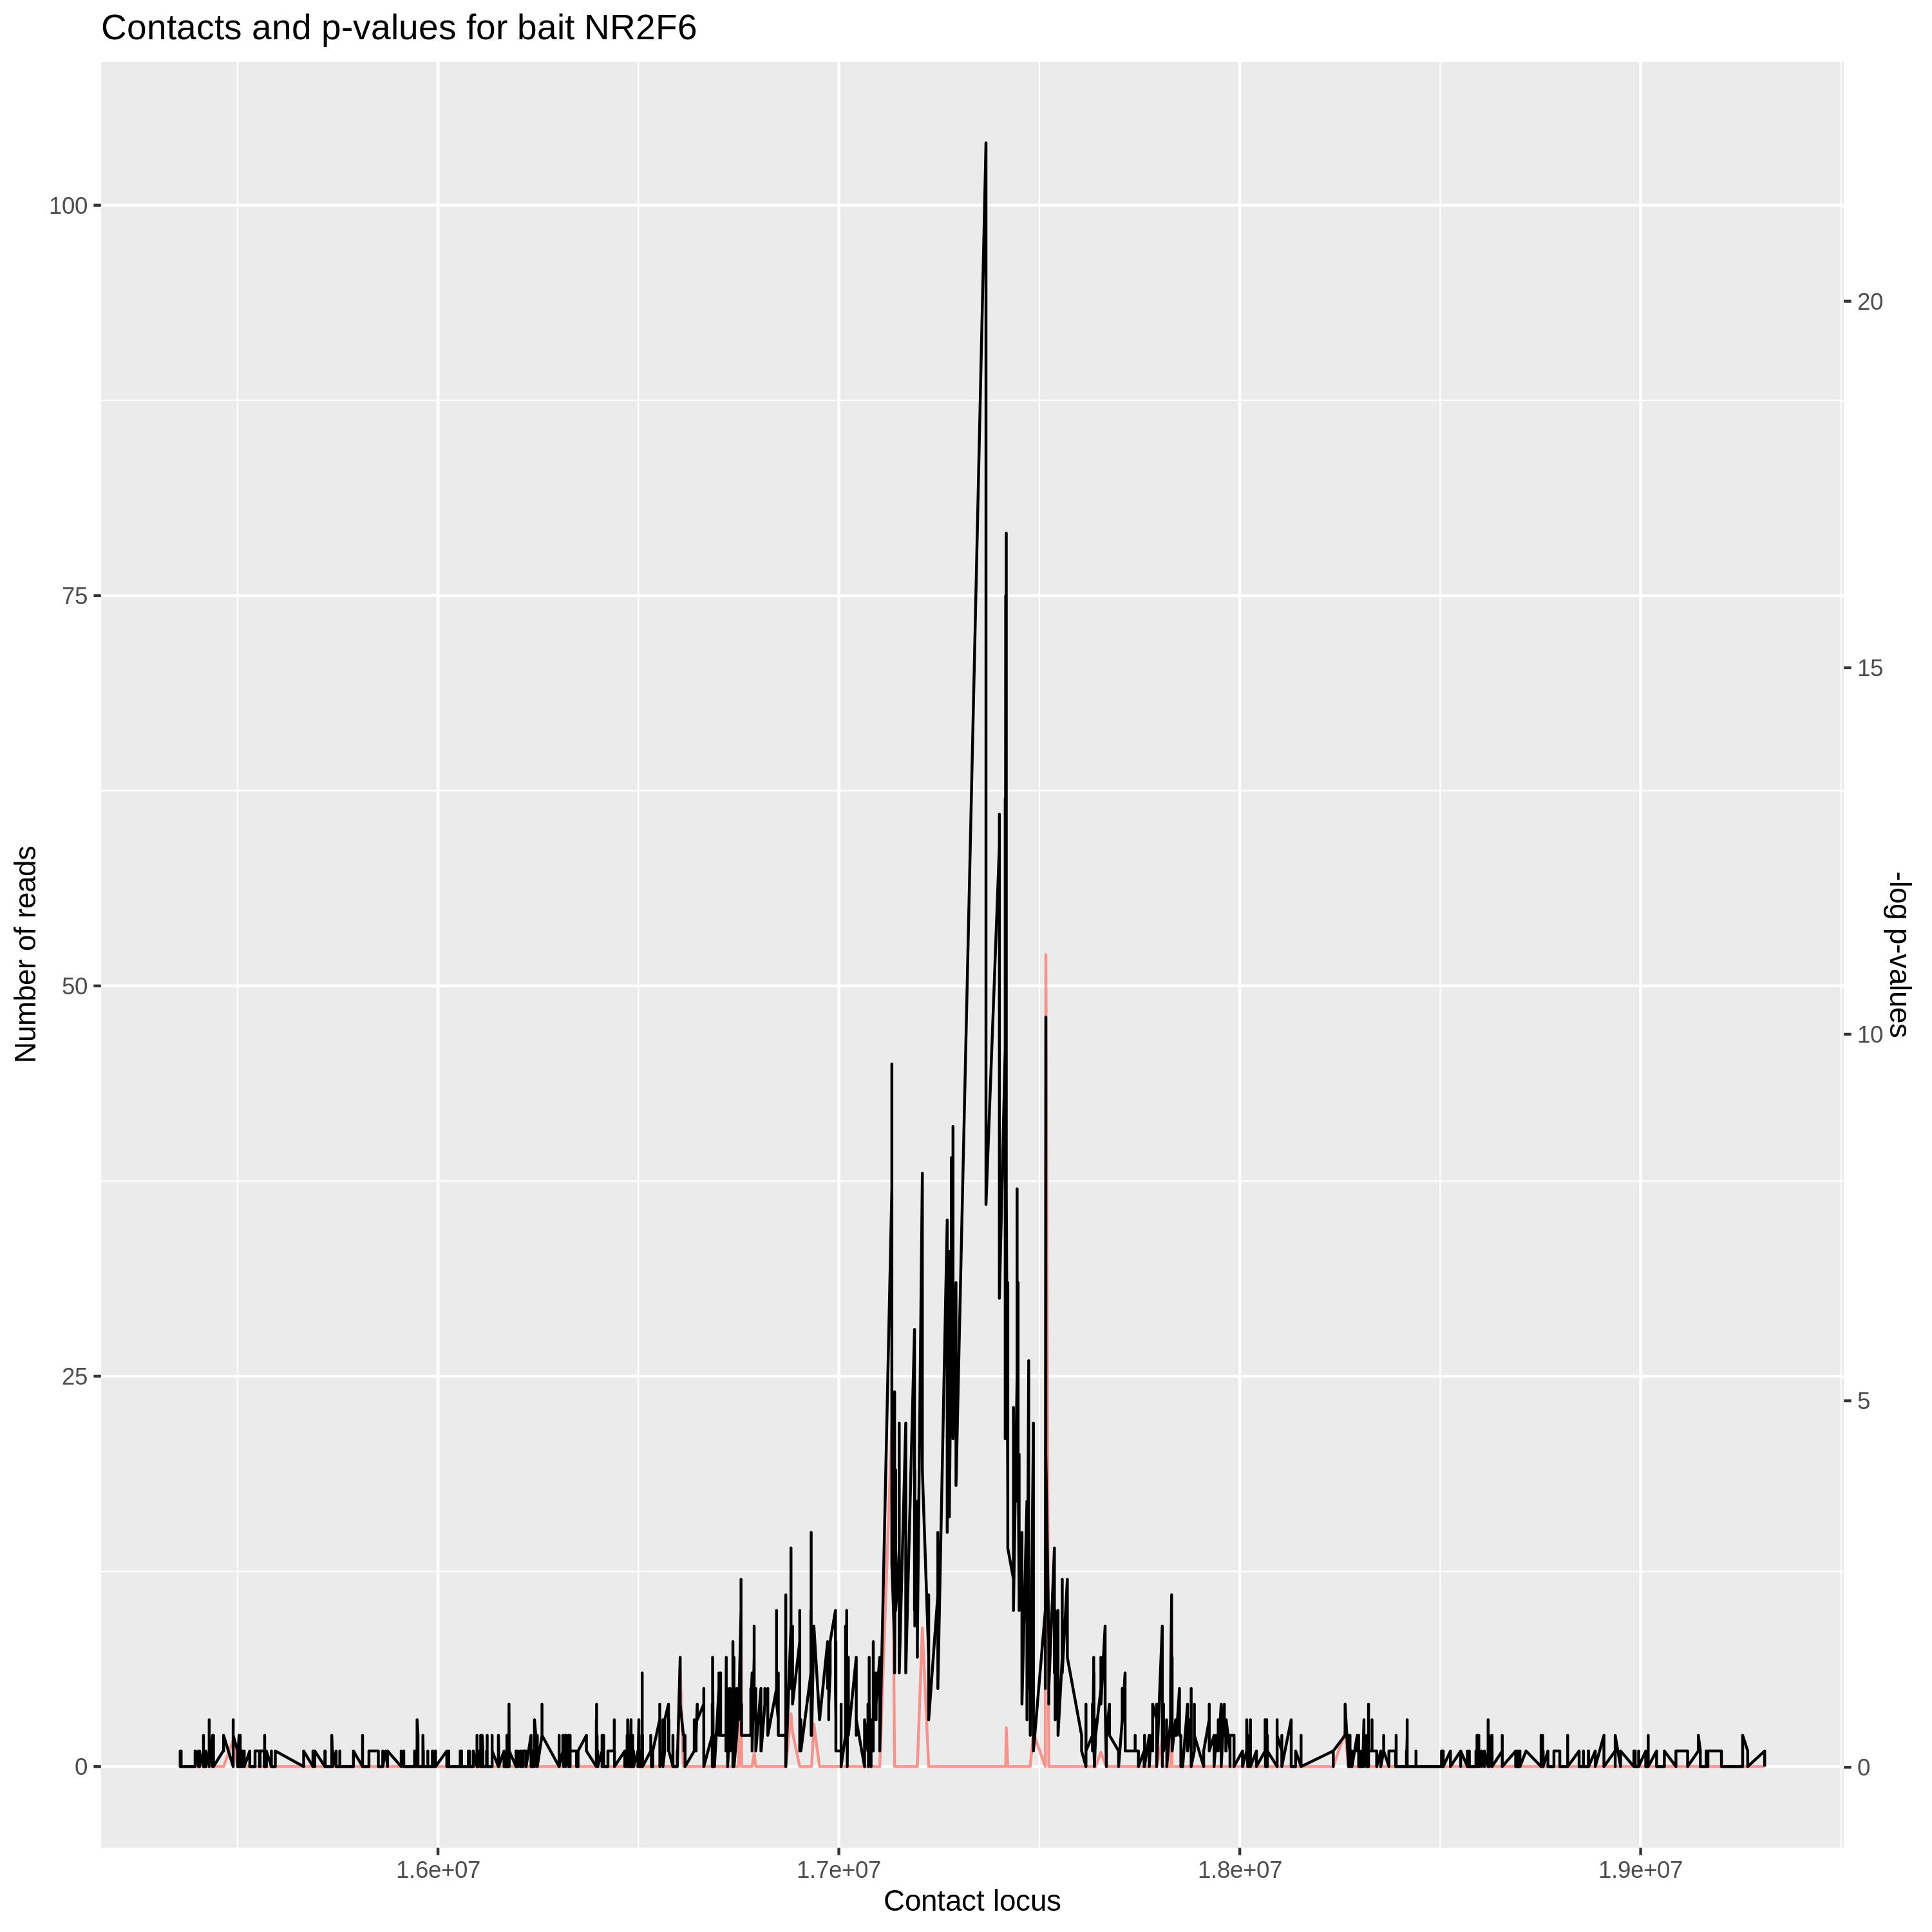 Contacts and p-values for bait NR2F6
100
75
50
25
0
Number of reads
20
15
10
5
0
-log p-values
1.6e+07
1.7e+07
1.8e+07
1.9e+07
Contact locus